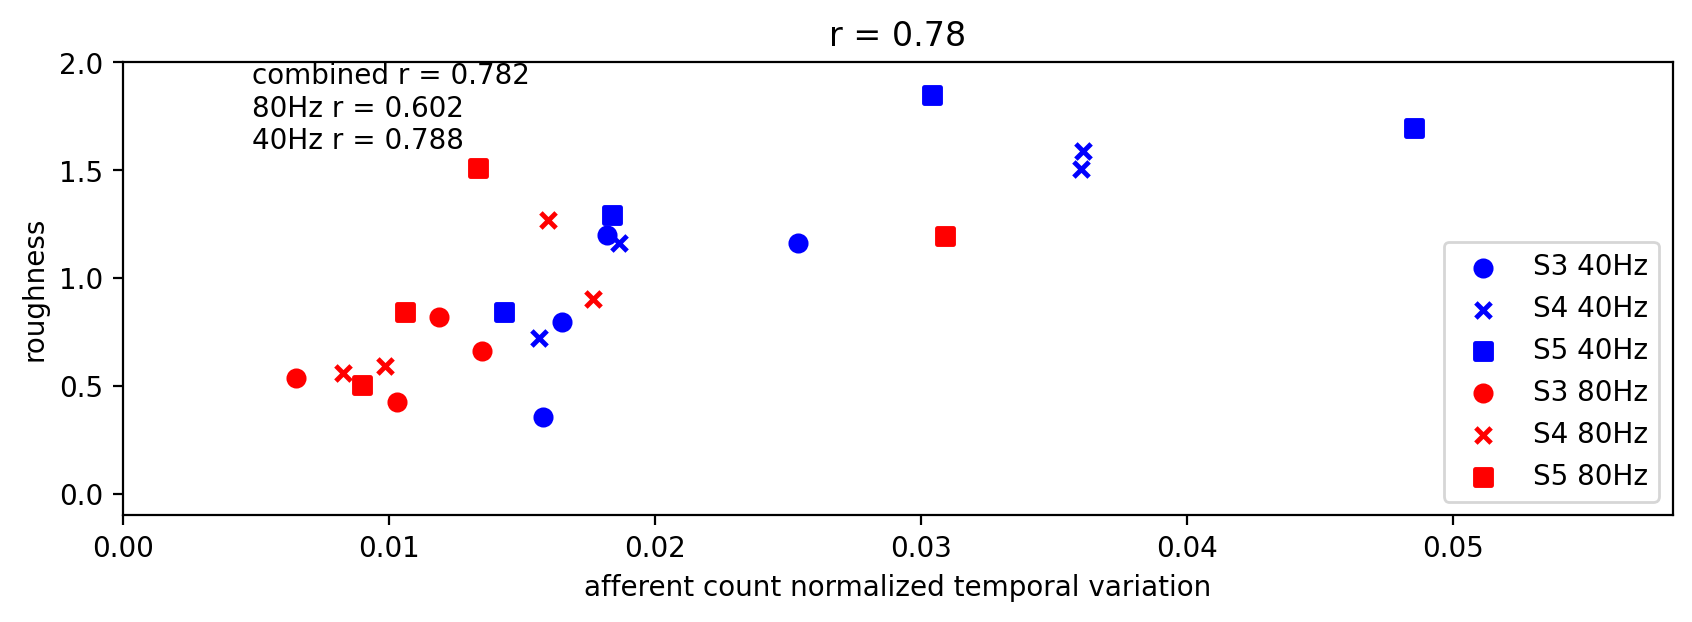 r = 0.78
combined r = 0.782
80Hz r = 0.602
40Hz r = 0.788
2.0
1.5
1.0
0.5
0.0
roughness
S3 40Hz
S4 40Hz
S5 40Hz
S3 80Hz
S4 80Hz
S5 80Hz
0.00 0.01 0.02 0.03 0.04 0.05
afferent count normalized temporal variation